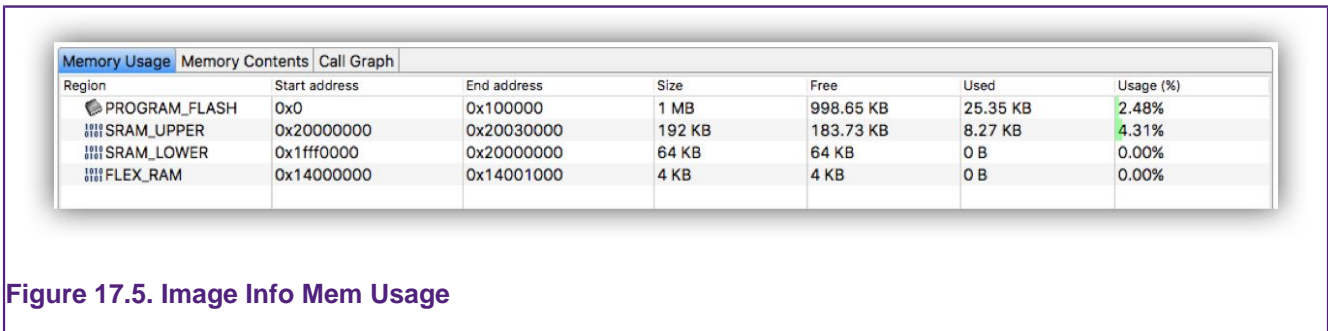 Memory Usage Memory Contents Call Graph
Region Start address End address Size Free Used Usage (%)
PROGRAM_FLASH 0x0 0x100000 1 MB 998.65 KB 25.35 KB 2.48%
SRAM_UPPER 0x20000000 0x20030000 192 KB 183.73 KB 8.27 KB 4.31%
SRAM_LOWER 0x1fff0000 0x20000000 64 KB 64 KB 0 B 0.00%
FLEX_RAM 0x14000000 0x14001000 4 KB 4 KB 0 B 0.00%
Figure 17.5. Image Info Mem Usage